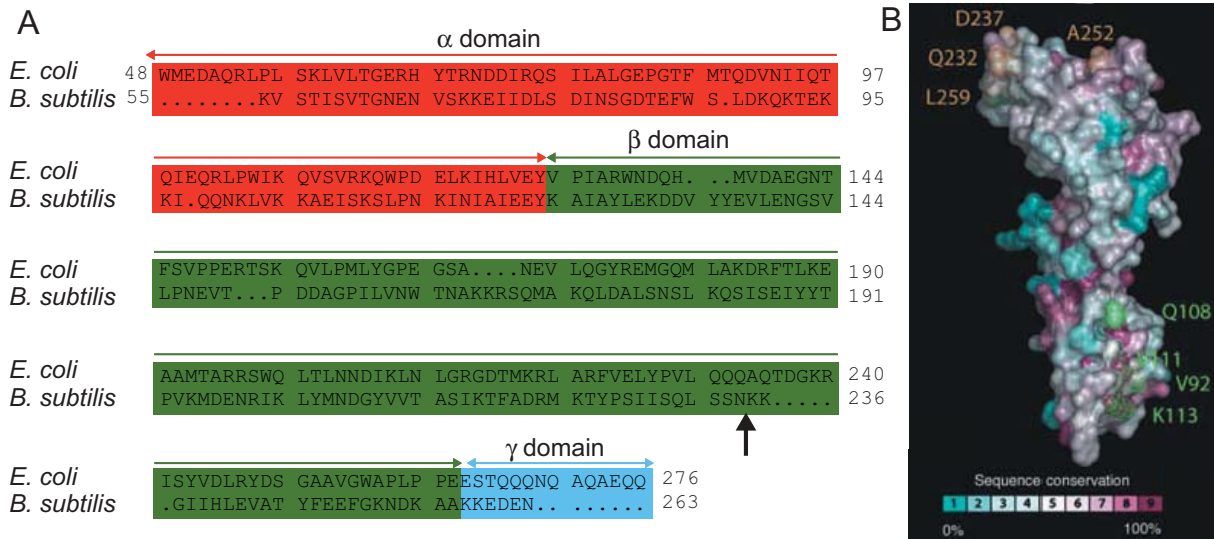 A
α domain
E. coli 48 WMEDAQRLPL SKLVLTGERH YTRNDDIRQS ILALGEPGTF MTQDVNIIQT 97
B. subtilis 55 ........KV STISVTGNEN VSKKEIIDLS DINSGDTEFW S.LDKQKTEK 95
β domain
E. coli QIEQRLPWIK QVSVRKQWPD ELKIHLVEYV PIARWNDQH. ..MVDAEGNT 144
B. subtilis KI.QQNKLVK KAEISKSLPN KINIAIEEYK AIAYLEKDDV YYEVLENGSV 144
E. coli FSVPPERTSK QVLPMLYGPE GSA....NEV LQGYREMGQM LAKDRFTLKE 190
B. subtilis LPNEVT...P DDAGPILVNW TNAKKRSQMA KQLDALSNSL KQSISEIYYT 191
E. coli AAMTARRSWQ LTLNNDIKLN LGRGDTMKRL ARFVELYPVL QQQAQTDGKR 240
B. subtilis PVKMDENRIK LYMNDGYVVT ASIKTFADRM KTYPSIISQL SSNKK..... 236
γ domain
E. coli ISYVDLRYDS GAAVGWAPLP PEESTQQQNQ AQAEQQ 276
B. subtilis .GIIHLEVAT YFEEFGKNDK AAKKEDEN.. ...... 263
B
D237
A252
Q232
L259
Q108
V92
K113
Sequence conservation
1 2 3 4 5 6 7 8 9
0% 100%